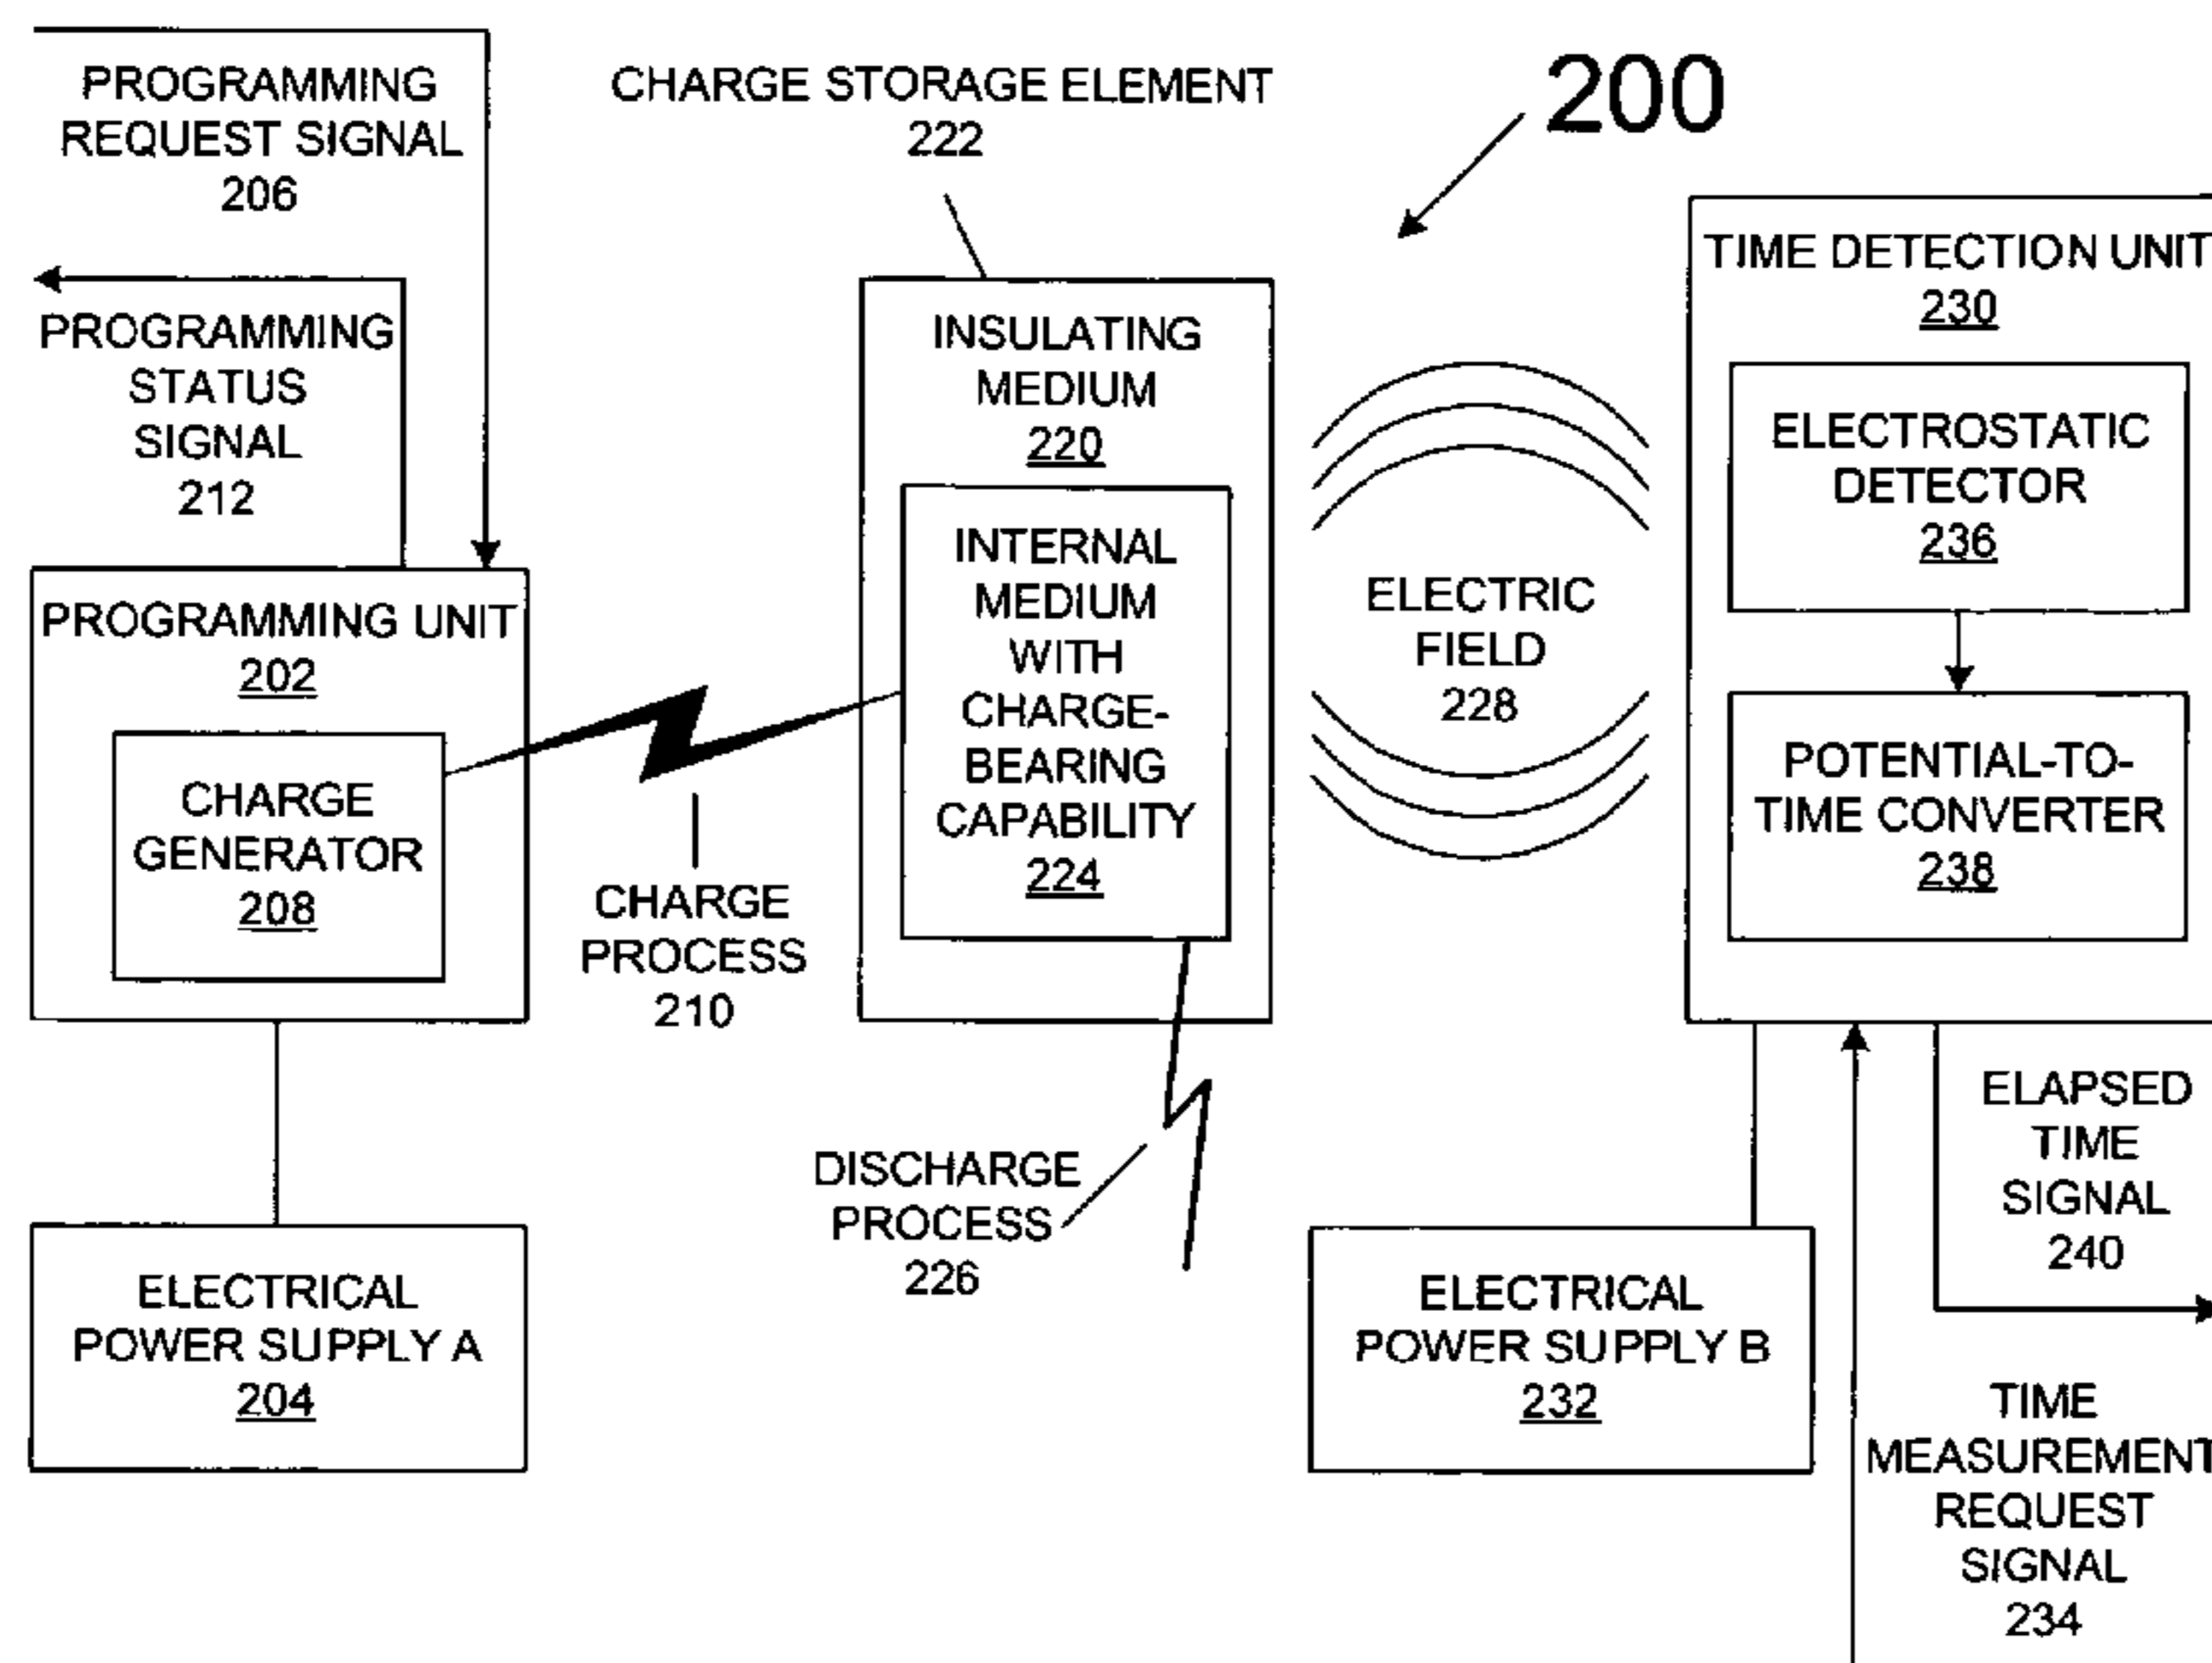 PROGRAMMING
REQUEST SIGNAL
206
CHARGE STORAGE ELEMENT
222
200
PROGRAMMING
STATUS
SIGNAL
212
PROGRAMMING UNIT
202
CHARGE
GENERATOR
208
ELECTRICAL
POWER SUPPLY A
204
CHARGE
PROCESS
210
INSULATING
MEDIUM
220
INTERNAL
MEDIUM
WITH
CHARGE-
BEARING
CAPABILITY
224
DISCHARGE
PROCESS
226
ELECTRIC
FIELD
228
TIME DETECTION UNIT
230
ELECTROSTATIC
DETECTOR
236
POTENTIAL-TO-
TIME CONVERTER
238
ELECTRICAL
POWER SUPPLY B
232
ELAPSED
TIME
SIGNAL
240
TIME
MEASUREMENT
REQUEST
SIGNAL
234